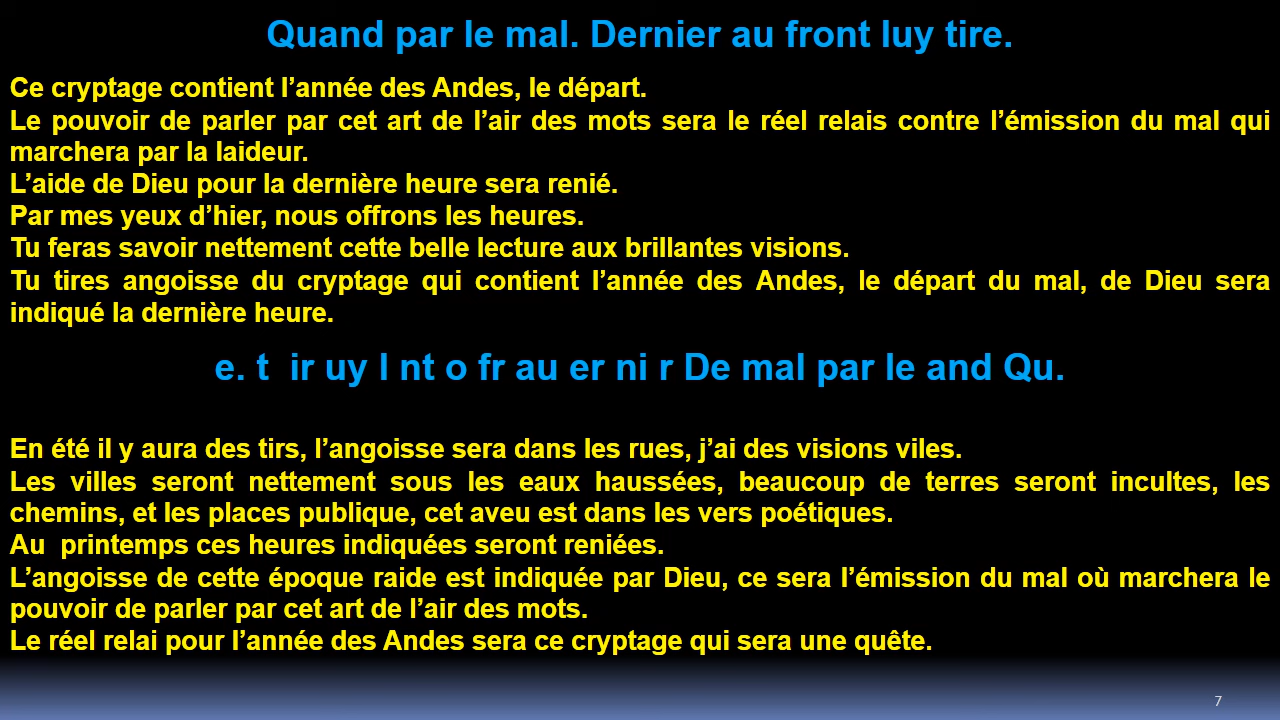 Quand par le mal. Dernier au front luy tire.
Ce cryptage contient l’année des Andes, le départ.
Le pouvoir de parler par cet art de l’air des mots sera le réel relais contre l’émission du mal qui
marchera par la laideur.
L’aide de Dieu pour la dernière heure sera renié.
Par mes yeux d’hier, nous offrons les heures.
Tu feras savoir nettement cette belle lecture aux brillantes visions.
Tu tires angoisse du cryptage qui contient l’année des Andes, le départ du mal, de Dieu sera
indiqué la dernière heure.
e. t  ir uy l nt o fr au er ni r De mal par le and Qu.
En été il y aura des tirs, l’angoisse sera dans les rues, j’ai des visions viles.
Les villes seront nettement sous les eaux haussées, beaucoup de terres seront incultes, les
chemins, et les places publique, cet aveu est dans les vers poétiques.
Au  printemps ces heures indiquées seront reniées.
L’angoisse de cette époque raide est indiquée par Dieu, ce sera l’émission du mal où marchera le
pouvoir de parler par cet art de l’air des mots.
Le réel relai pour l’année des Andes sera ce cryptage qui sera une quête.
7